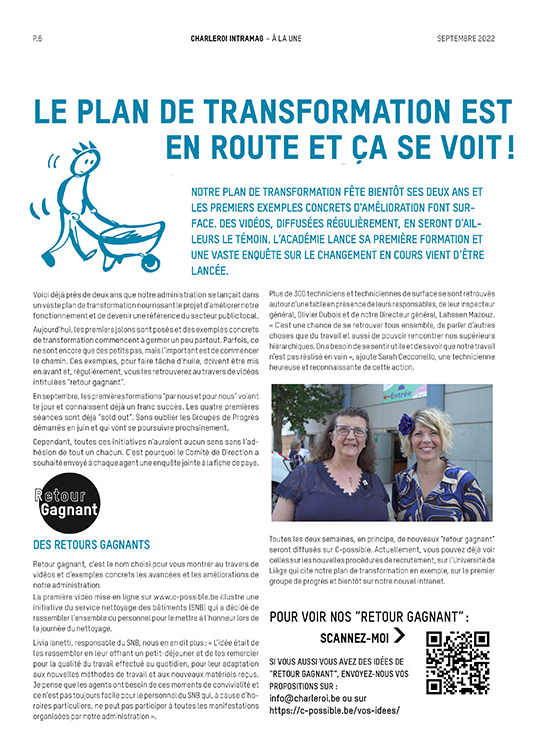 P.6
CHARLEROI INTRAMAG – À LA UNE
SEPTEMBRE 2022
LE PLAN DE TRANSFORMATION EST
EN ROUTE ET ÇA SE VOIT !
NOTRE PLAN DE TRANSFORMATION FÊTE BIENTÔT SES DEUX ANS ET
LES PREMIERS EXEMPLES CONCRETS D'AMÉLIORATION FONT SUR-
FACE. DES VIDÉOS, DIFFUSÉES RÉGULIÈREMENT, EN SERONT D'AIL-
LEURS LE TÉMOIN. L'ACADÉMIE LANCE SA PREMIÈRE FORMATION ET
UNE VASTE ENQUÊTE SUR LE CHANGEMENT EN COURS VIENT D'ÊTRE
LANCÉE.
Voici déjà près de deux ans que notre administration se lançait dans
un vaste plan de transformation nourrissant le projet d'améliorer notre
fonctionnement et de devenir une référence du secteur public local.
Aujourd'hui, les premiers jalons sont posés et des exemples concrets
de transformation commencent à germer un peu partout. Parfois, ce
ne sont encore que des petits pas, mais l'important est de commencer
le chemin. Ces exemples, pour faire tâche d'huile, doivent être mis
en avant et, régulièrement, vous les retrouverez au travers de vidéos
intitulées "retour gagnant".
En septembre, les premières formations "par nous et pour nous" voient
le jour et connaissent déjà un franc succès. Les quatre premières
séances sont déjà "sold out". Sans oublier les Groupes de Progrès
démarrés en juin et qui vont se poursuivre prochainement.
Cependant, toutes ces initiatives n'auraient aucun sens sans l'ad-
hésion de tout un chacun. C'est pourquoi le Comité de Direction a
souhaité envoyé à chaque agent une enquête jointe à la fiche de paye.
Retour
Gagnant
DES RETOURS GAGNANTS
Retour gagnant, c'est le nom choisi pour vous montrer au travers de
vidéos et d'exemples concrets les avancées et les améliorations de
notre administration.
La première vidéo mise en ligne sur www.c-possible.be illustre une
initiative du service nettoyage des bâtiments (SNB) qui a décidé de
rassembler l'ensemble du personnel pour le mettre à l'honneur lors de
la journée du nettoyage.
Livia Ianetti, responsable du SNB, nous en en dit plus : « L'idée était de
les rassembler en leur offrant un petit-déjeuner et de les remercier
pour la qualité du travail effectué au quotidien, pour leur adaptation
aux nouvelles méthodes de travail et aux nouveaux matériels reçus.
Je pense que les agents ont besoin de ces moments de convivialité et
ce n'est pas toujours facile pour le personnel du SNB qui, à cause d'ho-
raires particuliers, ne peut pas participer à toutes les manifestations
organisées par notre administration ».
Plus de 300 techniciens et techniciennes de surface se sont retrouvés
autour d'une table en présence de leurs responsables, de leur inspecteur
général, Olivier Dubois et de notre Directeur général, Lahssen Mazouz.
« C'est une chance de se retrouver tous ensemble, de parler d'autres
choses que du travail et aussi de pouvoir rencontrer nos supérieurs
hiérarchiques. On a besoin de se sentir utile et de savoir que notre travail
n'est pas réalisé en vain », ajoute Sarah Cecconello, une technicienne
heureuse et reconnaissante de cette action.
Entrée
Toutes les deux semaines, en principe, de nouveaux "retour gagnant"
seront diffusés sur C-possible. Actuellement, vous pouvez déjà voir
celles sur les nouvelles procédures de recrutement, sur l'Université de
Liège qui cite notre plan de transformation en exemple, sur le premier
groupe de progrès et bientôt sur notre nouvel intranet.
POUR VOIR NOS "RETOUR GAGNANT" :
SCANNEZ-MOI
SI VOUS AUSSI VOUS AVEZ DES IDÉES DE
"RETOUR GAGNANT", ENVOYEZ-NOUS VOS
PROPOSITIONS SUR :
info@charleroi.be ou sur
https://c-possible.be/vos-idees/